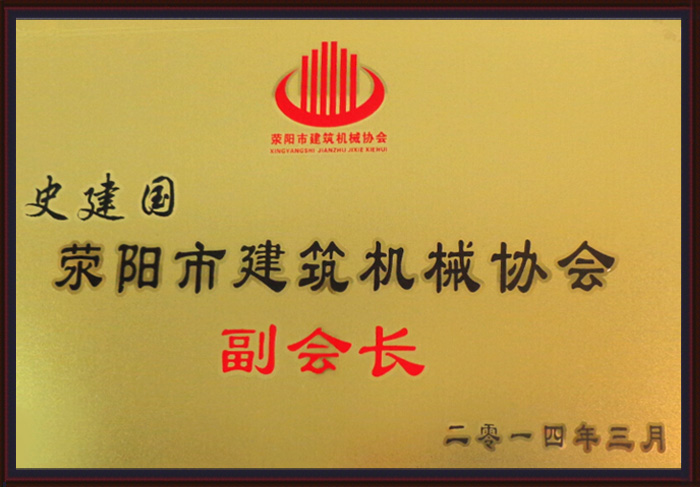 荥阳市建筑机械协会
XINGYANGSHI JIANZHU JIXIE XIEHUI
史建国
荥阳市建筑机械协会
副会长
二零一四年三月